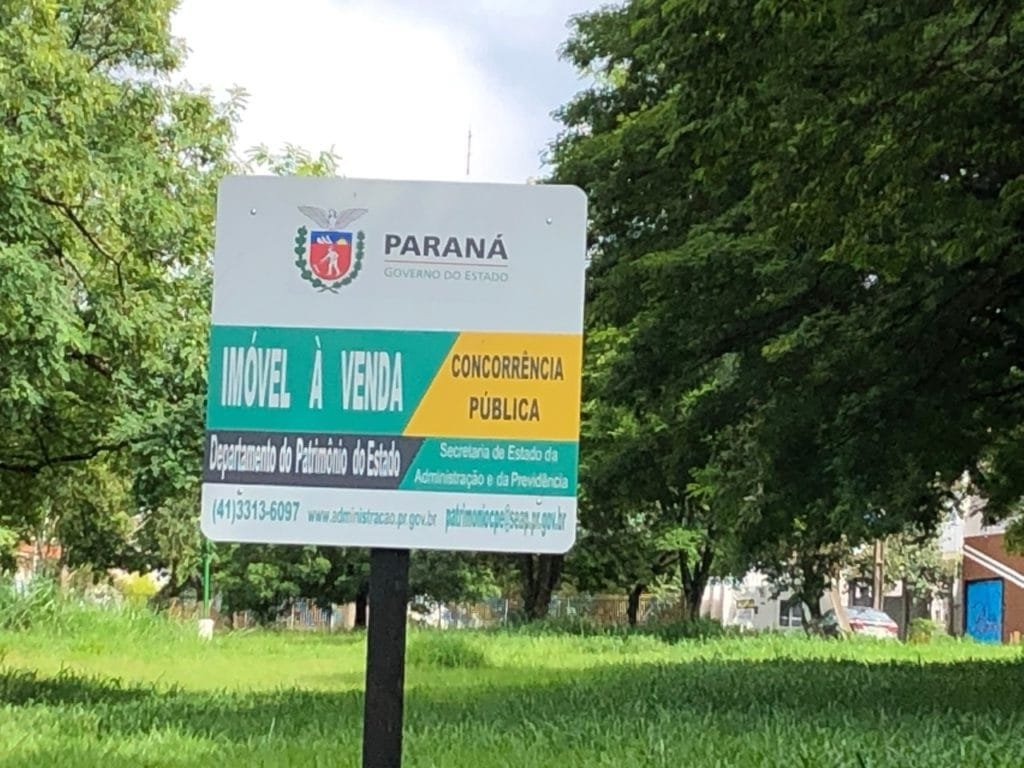 PARANÁ
GOVERNO DO ESTADO
IMÓVEL À VENDA
CONCORRÊNCIA
PÚBLICA
Departamento do Patrimônio do Estado
Secretaria de Estado da
Administração e da Previdência
(41)3313-6097 www.administracao.pr.gov.br patrimoniocpe@seap.pr.gov.br